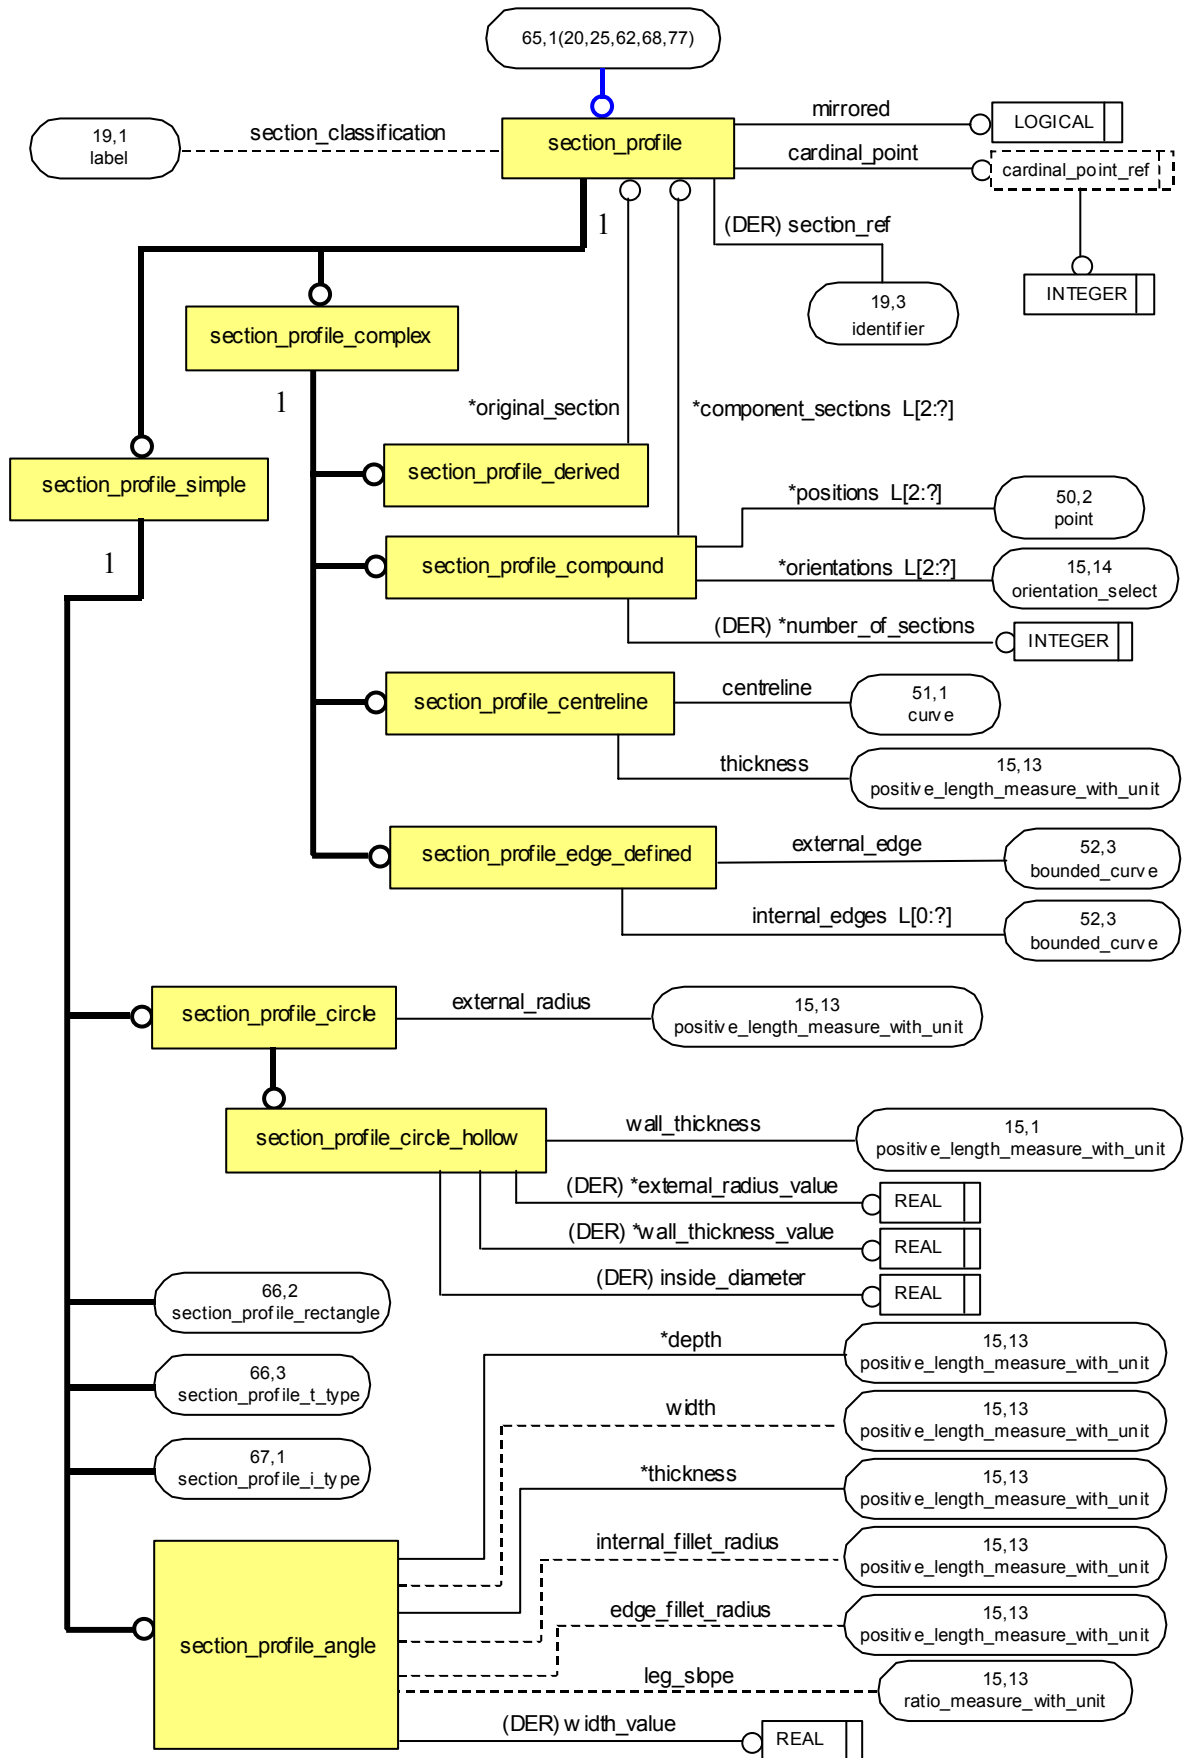 65,1(20,25,62,68,77)
mirrored
LOGICAL
section_classification
19,1
label
section_profile
cardinal_point
cardinal_point_ref
1
(DER) section_ref
INTEGER
19,3
identifier
section_profile_complex
1
*original_section
*component_sections L[2:?]
section_profile_derived
section_profile_simple
1
*positions L[2:?]
50,2
point
section_profile_compound
*orientations L[2:?]
15,14
orientation_select
(DER) *number_of_sections
INTEGER
section_profile_centreline
centreline
51,1
curve
thickness
15,13
positive_length_measure_with_unit
section_profile_edge_defined
external_edge
52,3
bounded_curve
internal_edges L[0:?]
52,3
bounded_curve
section_profile_circle
external_radius
15,13
positive_length_measure_with_unit
section_profile_circle_hollow
wall_thickness
15,1
positive_length_measure_with_unit
(DER) *external_radius_value
REAL
(DER) *wall_thickness_value
REAL
(DER) inside_diameter
REAL
66,2
section_profile_rectangle
*depth
15,13
positive_length_measure_with_unit
66,3
section_profile_t_type
width
15,13
positive_length_measure_with_unit
67,1
section_profile_i_type
*thickness
15,13
positive_length_measure_with_unit
internal_fillet_radius
15,13
positive_length_measure_with_unit
edge_fillet_radius
15,13
positive_length_measure_with_unit
section_profile_angle
leg_slope
15,13
ratio_measure_with_unit
(DER) width_value
REAL